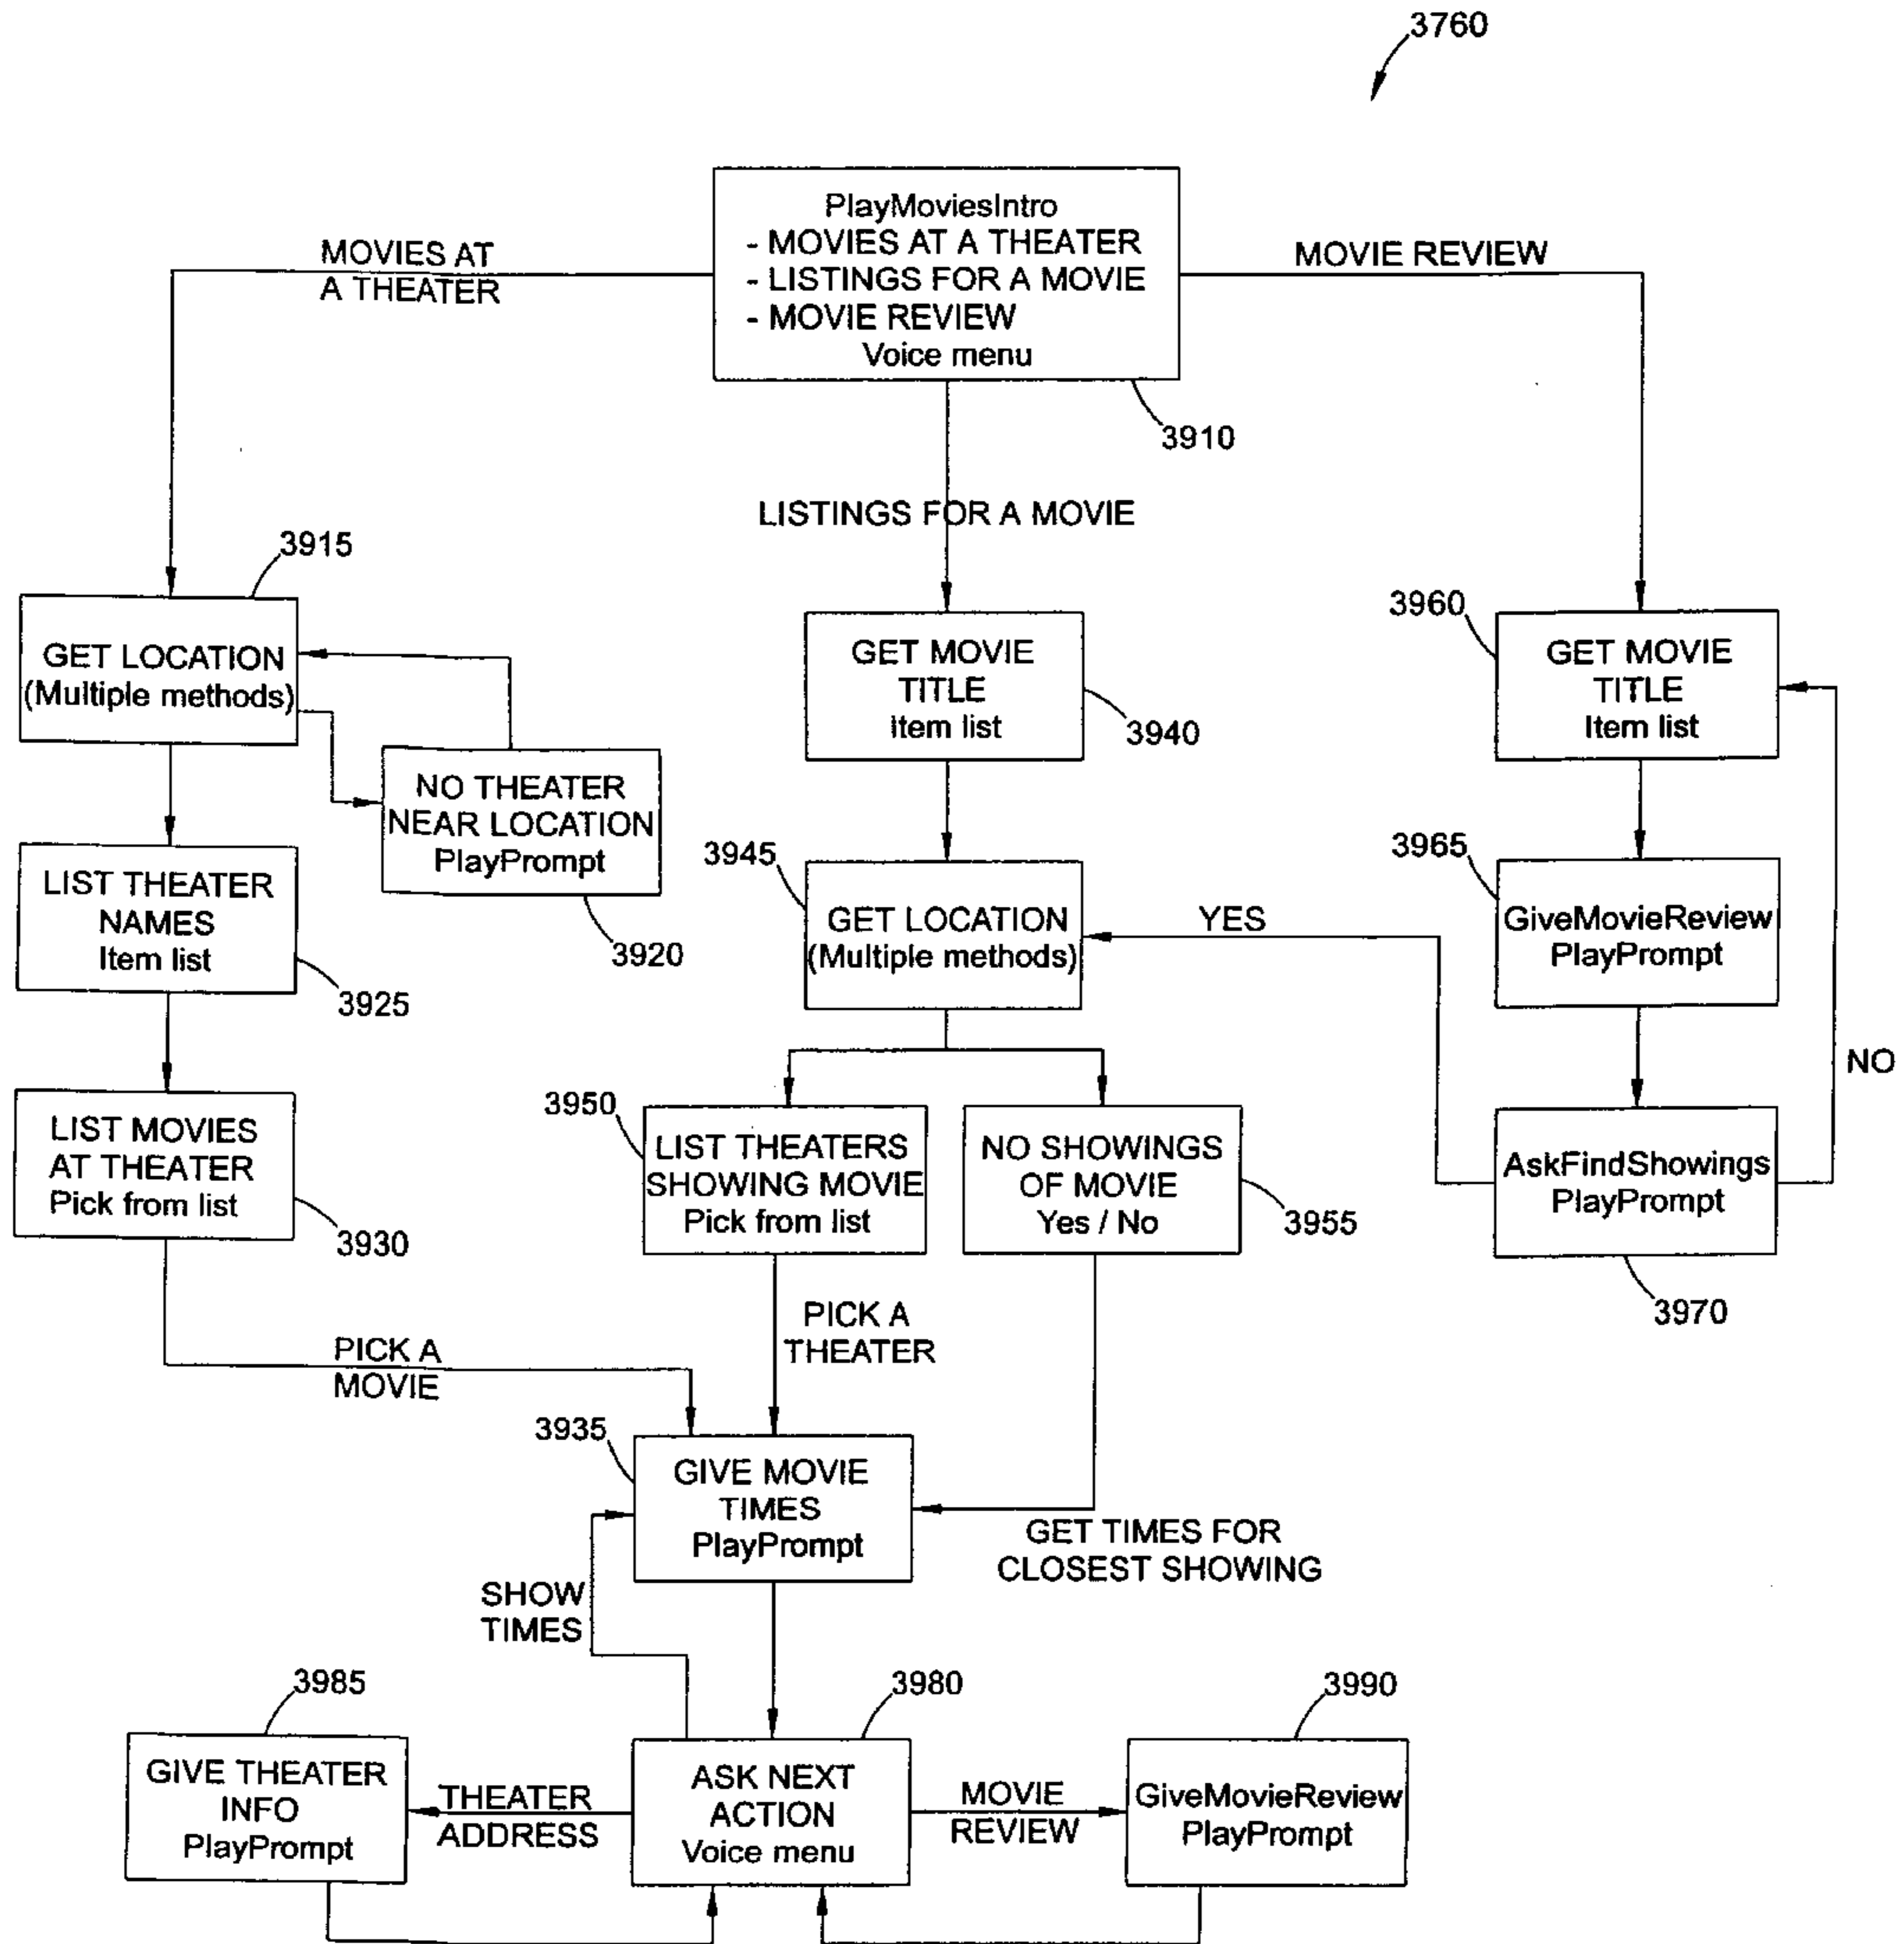 3760
PlayMoviesIntro
- MOVIES AT A THEATER
- LISTINGS FOR A MOVIE
- MOVIE REVIEW
Voice menu
3910
MOVIES AT
A THEATER
MOVIE REVIEW
LISTINGS FOR A MOVIE
3915
GET LOCATION
(Multiple methods)
NO THEATER
NEAR LOCATION
PlayPrompt
3920
LIST THEATER
NAMES
Item list
3925
LIST MOVIES
AT THEATER
Pick from list
3930
PICK A
MOVIE
GET MOVIE
TITLE
Item list
3940
3945
GET LOCATION
(Multiple methods)
YES
3950
LIST THEATERS
SHOWING MOVIE
Pick from list
NO SHOWINGS
OF MOVIE
Yes / No
3955
PICK A
THEATER
3960
GET MOVIE
TITLE
Item list
3965
GiveMovieReview
PlayPrompt
NO
AskFindShowings
PlayPrompt
3970
3935
GIVE MOVIE
TIMES
PlayPrompt
GET TIMES FOR
CLOSEST SHOWING
SHOW
TIMES
3985
GIVE THEATER
INFO
PlayPrompt
THEATER
ADDRESS
3980
ASK NEXT
ACTION
Voice menu
MOVIE
REVIEW
3990
GiveMovieReview
PlayPrompt